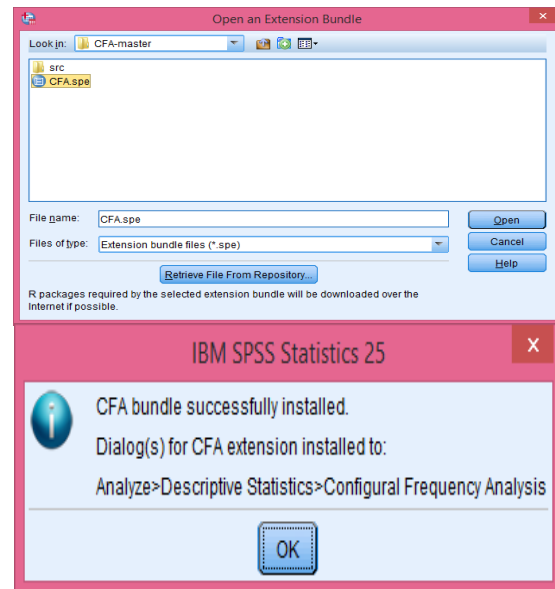 Open an Extension Bundle
Look in: CFA-master
src
CFA.spe
File name: CFA.spe Open
Files of type: Extension bundle files (*.spe) Cancel
Retrieve File From Repository... Help
R packages required by the selected extension bundle will be downloaded over the
Internet if possible.
IBM SPSS Statistics 25 X
CFA bundle successfully installed.
Dialog(s) for CFA extension installed to:
Analyze>Descriptive Statistics>Configural Frequency Analysis
OK